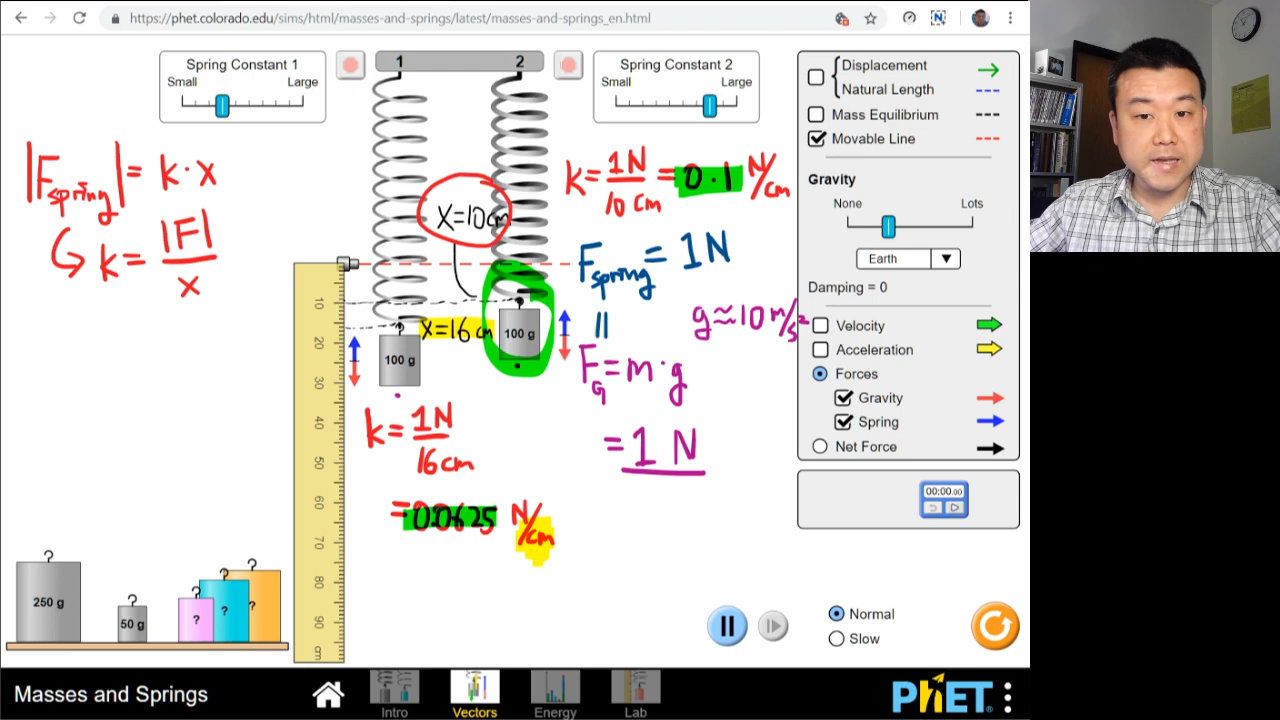 https://phet.colorado.edu/sims/html/masses-and-springs/latest/masses-and-springs_en.html
Spring Constant 1
Small Large
1 2
Spring Constant 2
Small Large
Displacement
Natural Length
Mass Equilibrium
Movable Line
Gravity
None Lots
Earth
Damping = 0
Velocity
Acceleration
Forces
Gravity
Spring
Net Force
|F spring| = k · x
↳ k = |F| / x
x=10cm
k = 1N / 10 cm = 0.1 N/cm
F spring = 1N
||
g≈10 m/s²
F G = m · g
= 1 N
x=16 cm
100 g
100 g
k = 1N / 16 cm
= 0.0625 N/cm
10
20
30
40
50
60
70
80
90
cm
250 g
50 g
?
?
?
00:00.00
Normal
Slow
Masses and Springs
Intro
Vectors
Energy
Lab
PhET